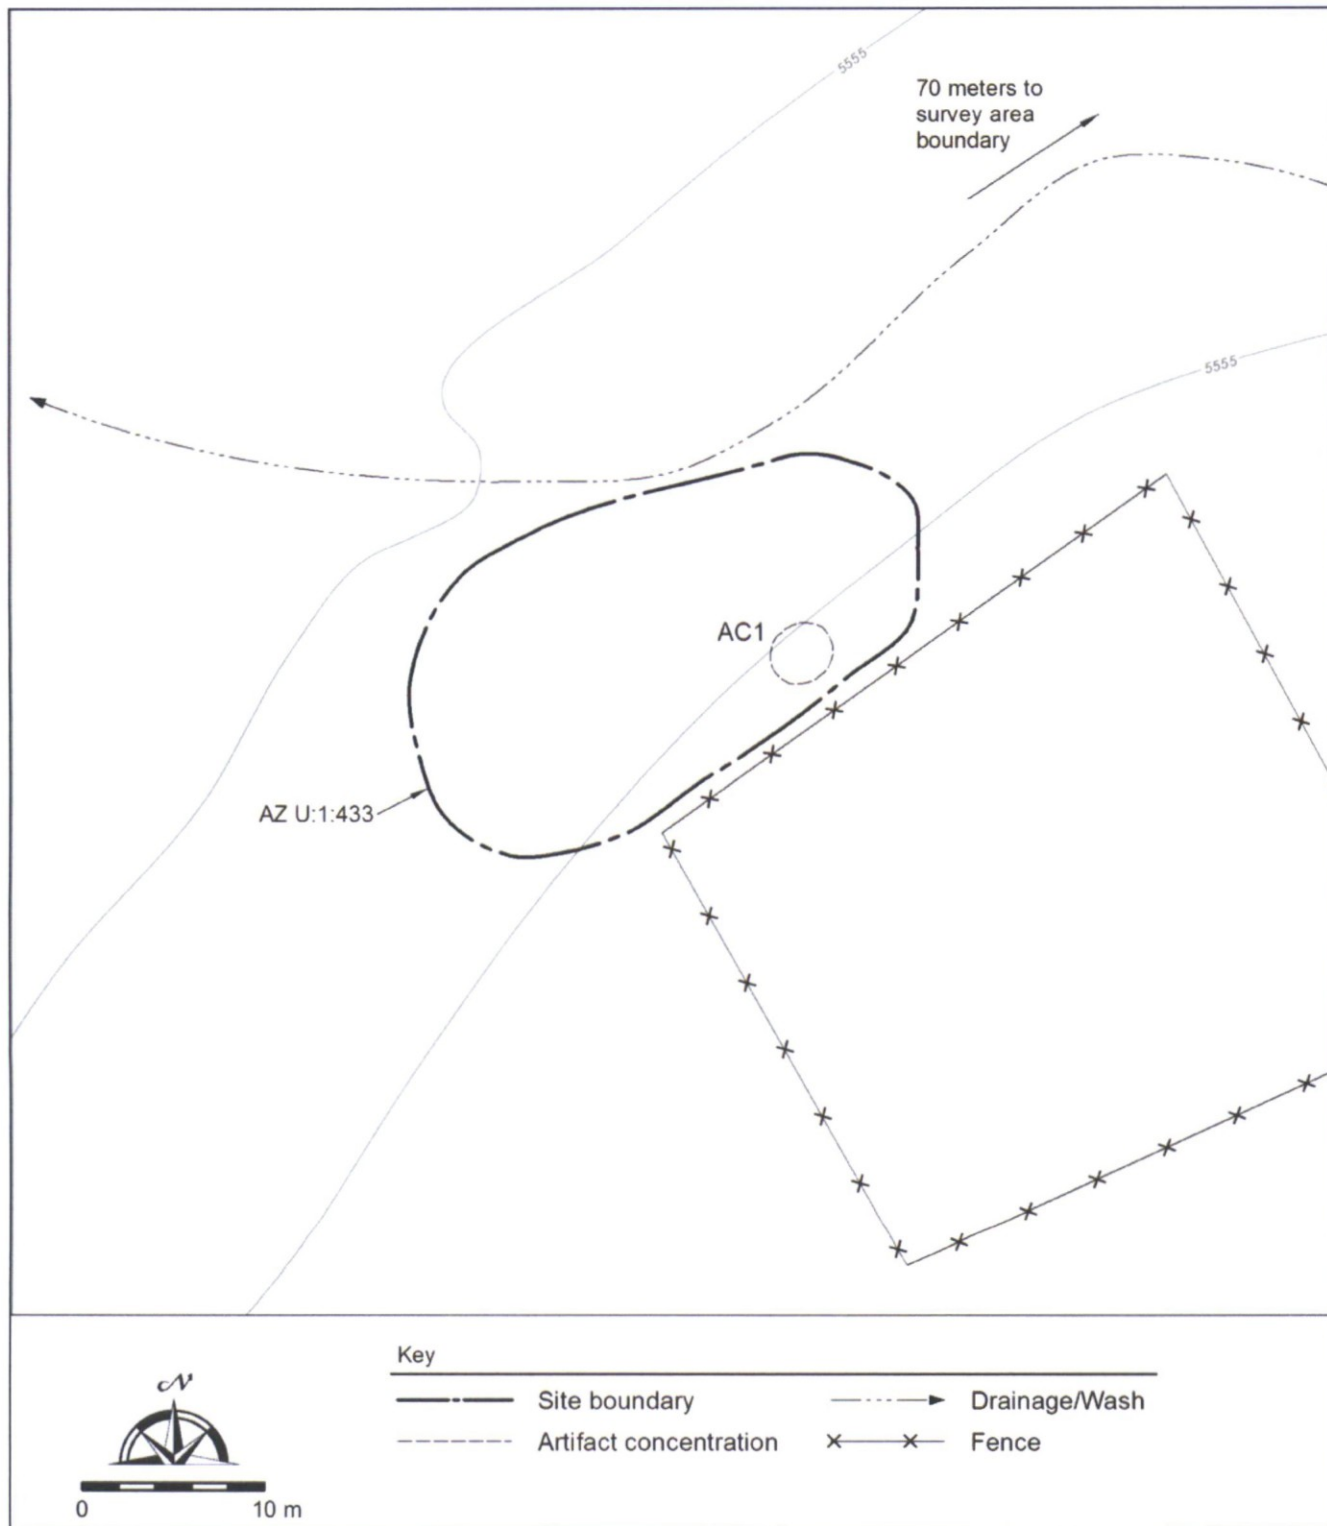 5555
70 meters to
survey area
boundary
5555
AC1
AZ U:1:433
Key
N
Site boundary
Drainage/Wash
Artifact concentration
Fence
0 10 m